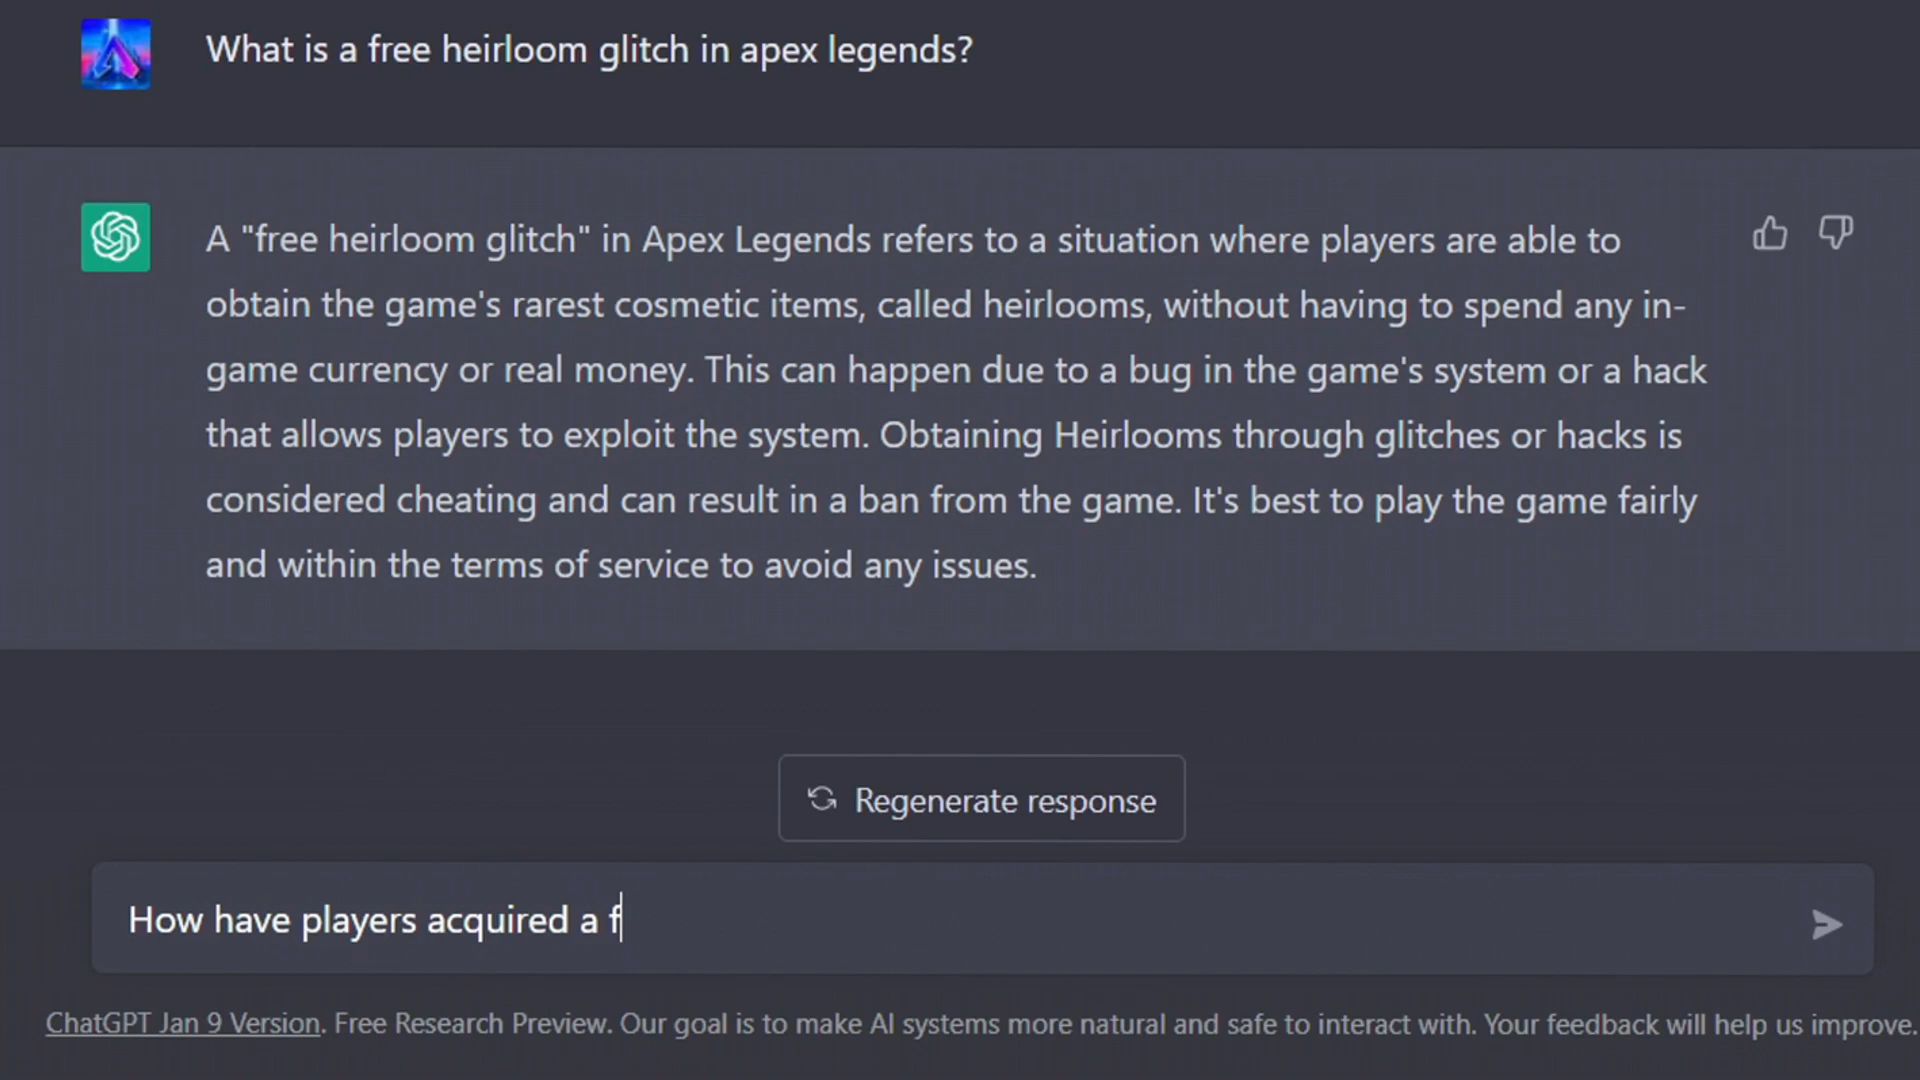 What is a free heirloom glitch in apex legends?
A "free heirloom glitch" in Apex Legends refers to a situation where players are able to
obtain the game's rarest cosmetic items, called heirlooms, without having to spend any in-
game currency or real money. This can happen due to a bug in the game's system or a hack
that allows players to exploit the system. Obtaining Heirlooms through glitches or hacks is
considered cheating and can result in a ban from the game. It's best to play the game fairly
and within the terms of service to avoid any issues.
Regenerate response
How have players acquired a f
ChatGPT Jan 9 Version. Free Research Preview. Our goal is to make AI systems more natural and safe to interact with. Your feedback will help us improve.